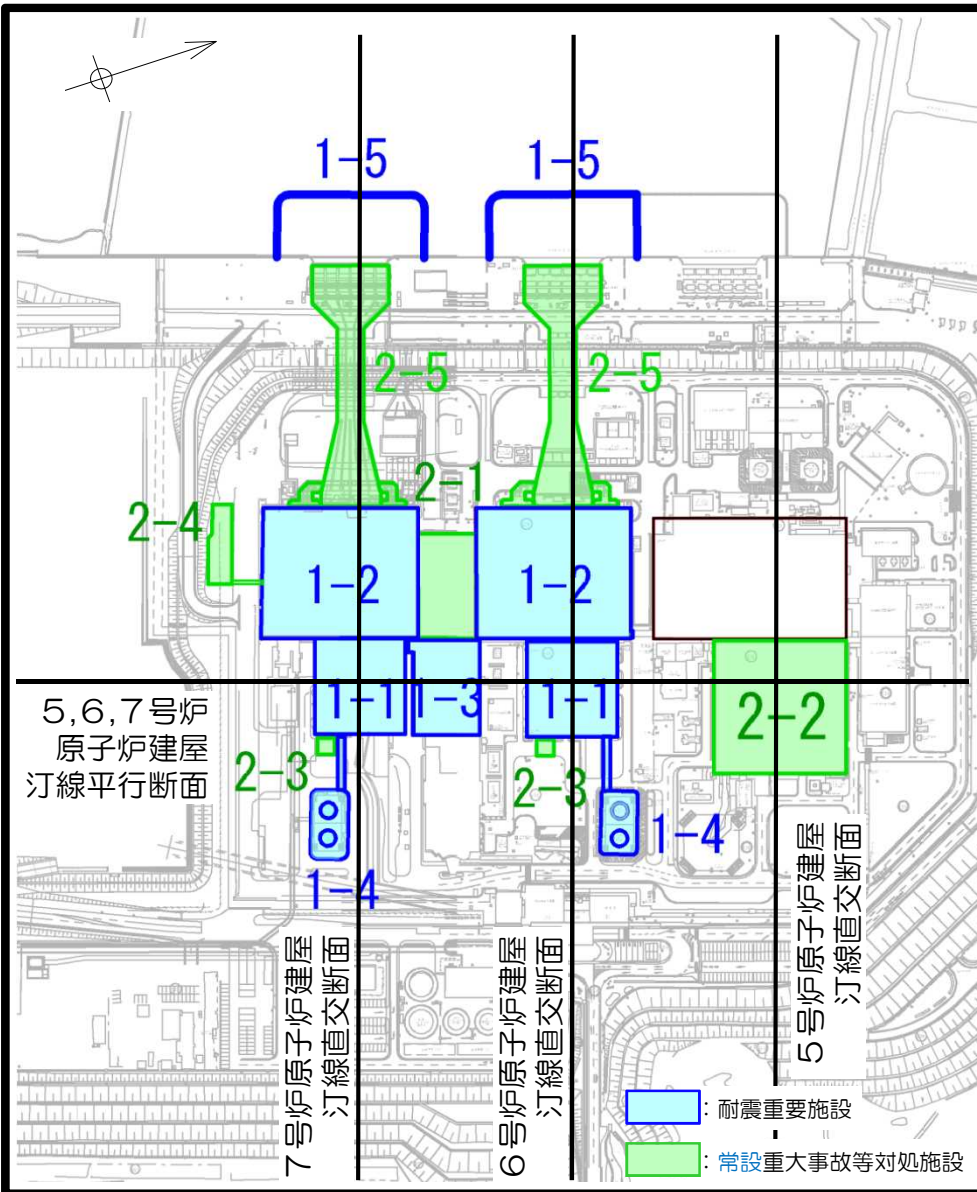 1-5
1-5
2-5
2-5
2-1
2-4
1-2
1-2
1-1
1-3
1-1
2-2
5,6,7号炉
原子炉建屋
汀線平行断面
2-3
2-3
1-4
1-4
7号炉原子炉建屋
汀線直交断面
6号炉原子炉建屋
汀線直交断面
5号炉原子炉建屋
汀線直交断面
：耐震重要施設
：常設重大事故等対処施設